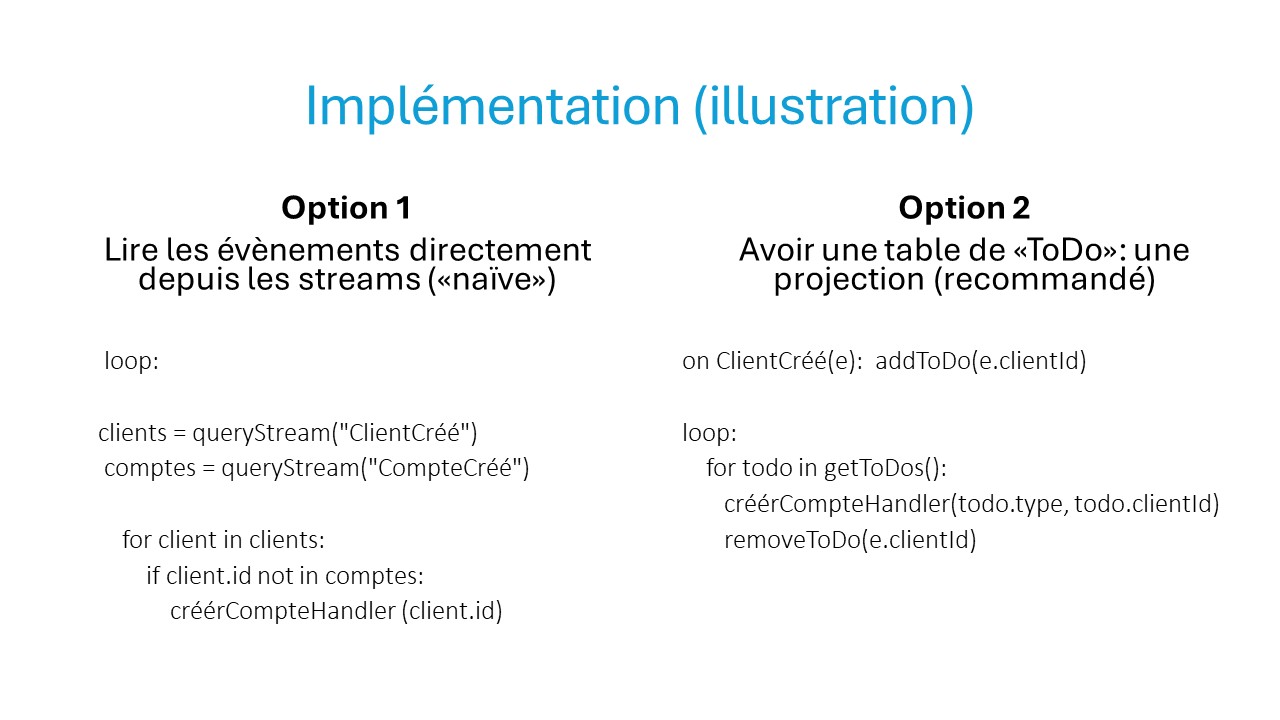 Implémentation (illustration)
Option 1
Lire les évènements directement
depuis les streams («naïve»)
loop:
clients = queryStream("ClientCréé")
comptes = queryStream("CompteCréé")
for client in clients:
if client.id not in comptes:
créérCompteHandler (client.id)
Option 2
Avoir une table de «ToDo»: une
projection (recommandé)
on ClientCréé(e):  addToDo(e.clientId)
loop:
for todo in getToDos():
créérCompteHandler(todo.type, todo.clientId)
removeToDo(e.clientId)